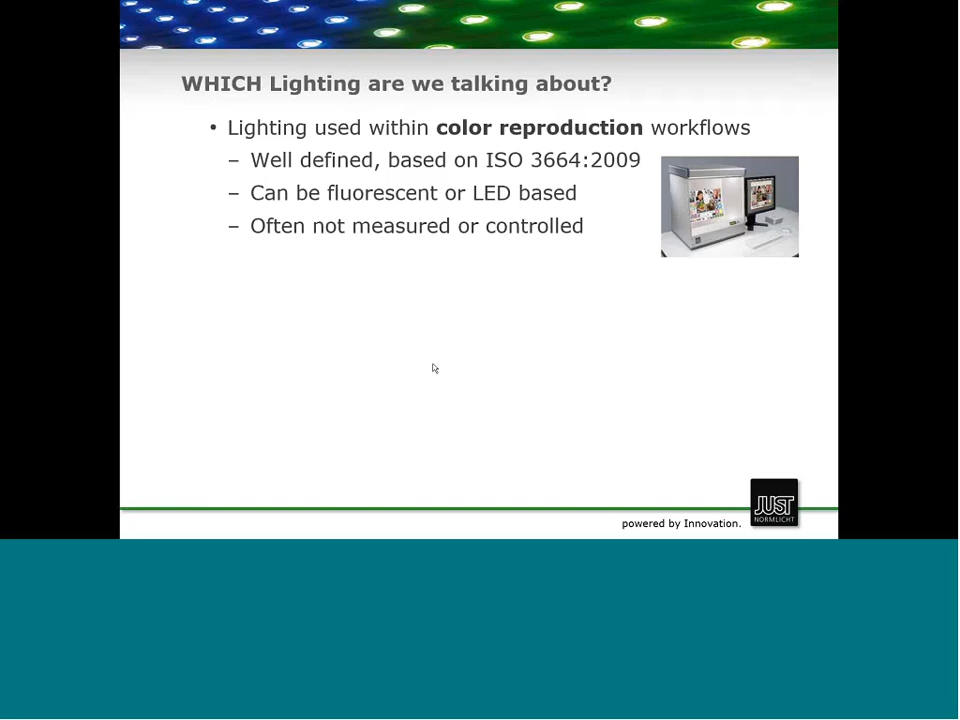 WHICH Lighting are we talking about?
• Lighting used within color reproduction workflows
– Well defined, based on ISO 3664:2009
– Can be fluorescent or LED based
– Often not measured or controlled
JUST
NORMLICHT
powered by Innovation.